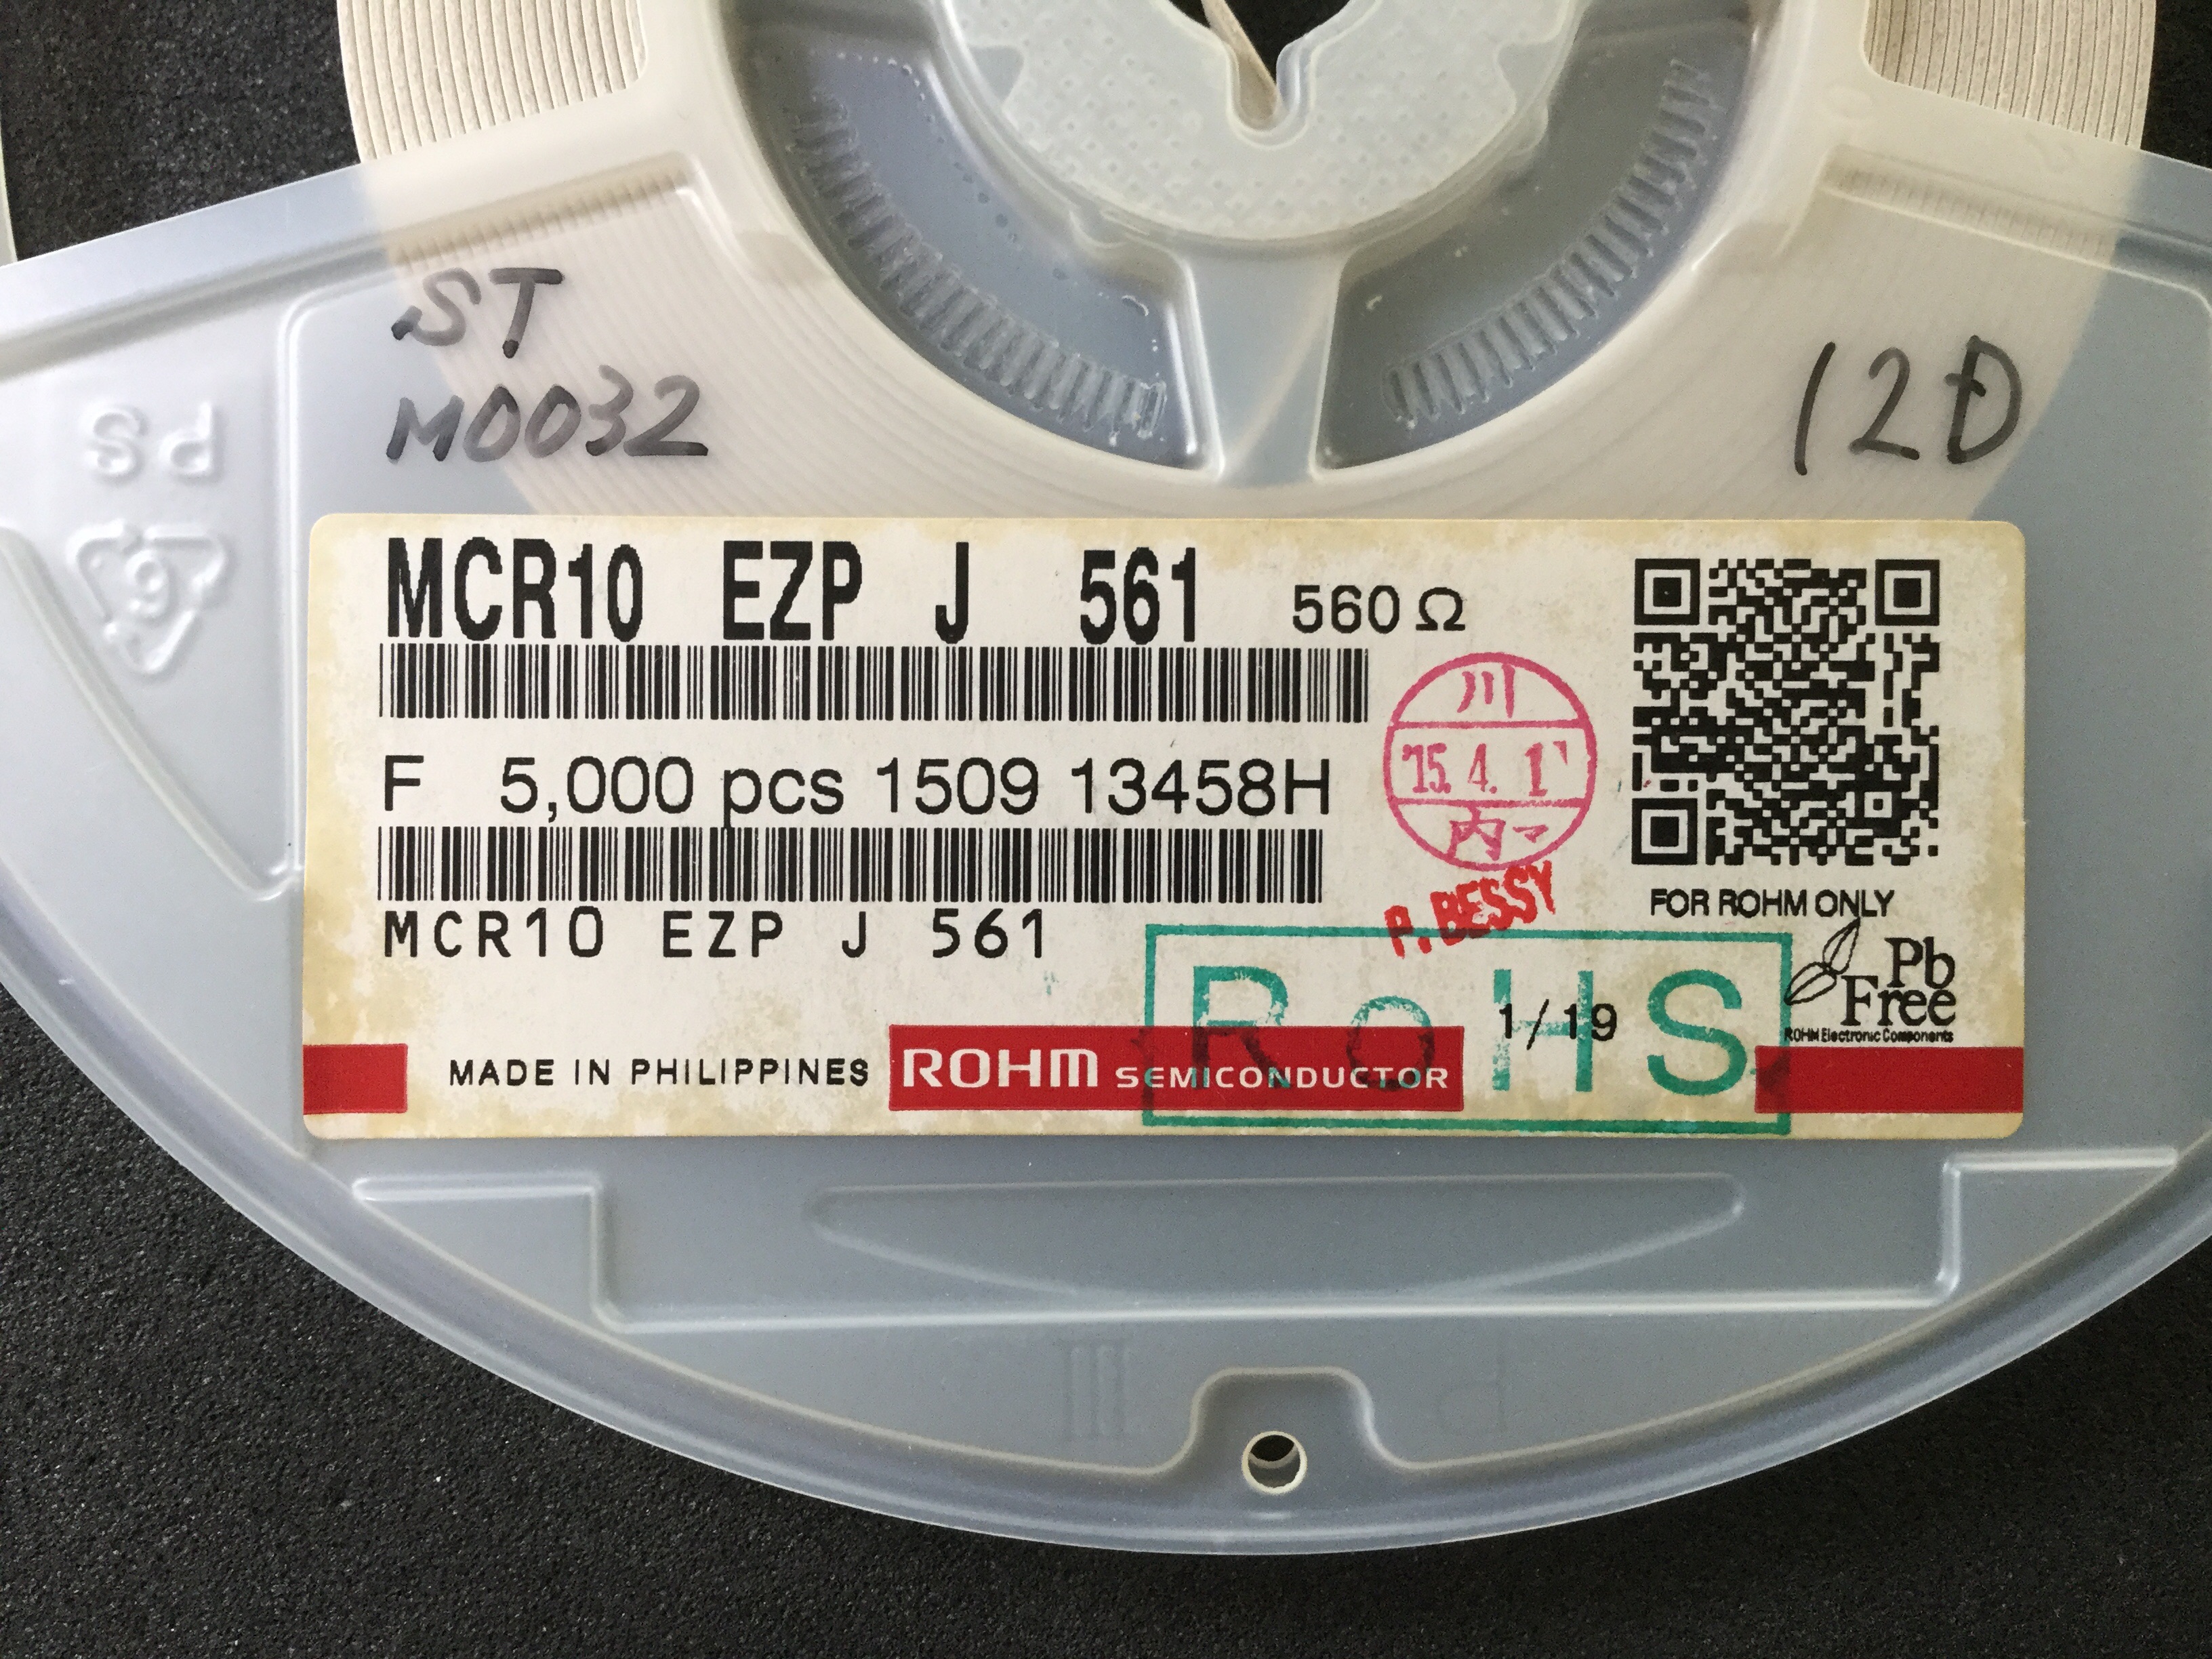 ST
M0032
12D
PS
6
MCR10 EZP J 561 560Ω
F 5,000 pcs 1509 13458H
MCR10 EZP J 561
川
'15.4.1
内
P. BESSY
FOR ROHM ONLY
Pb
Free
ROHM Electronic Components
RoHS
1/19
MADE IN PHILIPPINES ROHM SEMICONDUCTOR